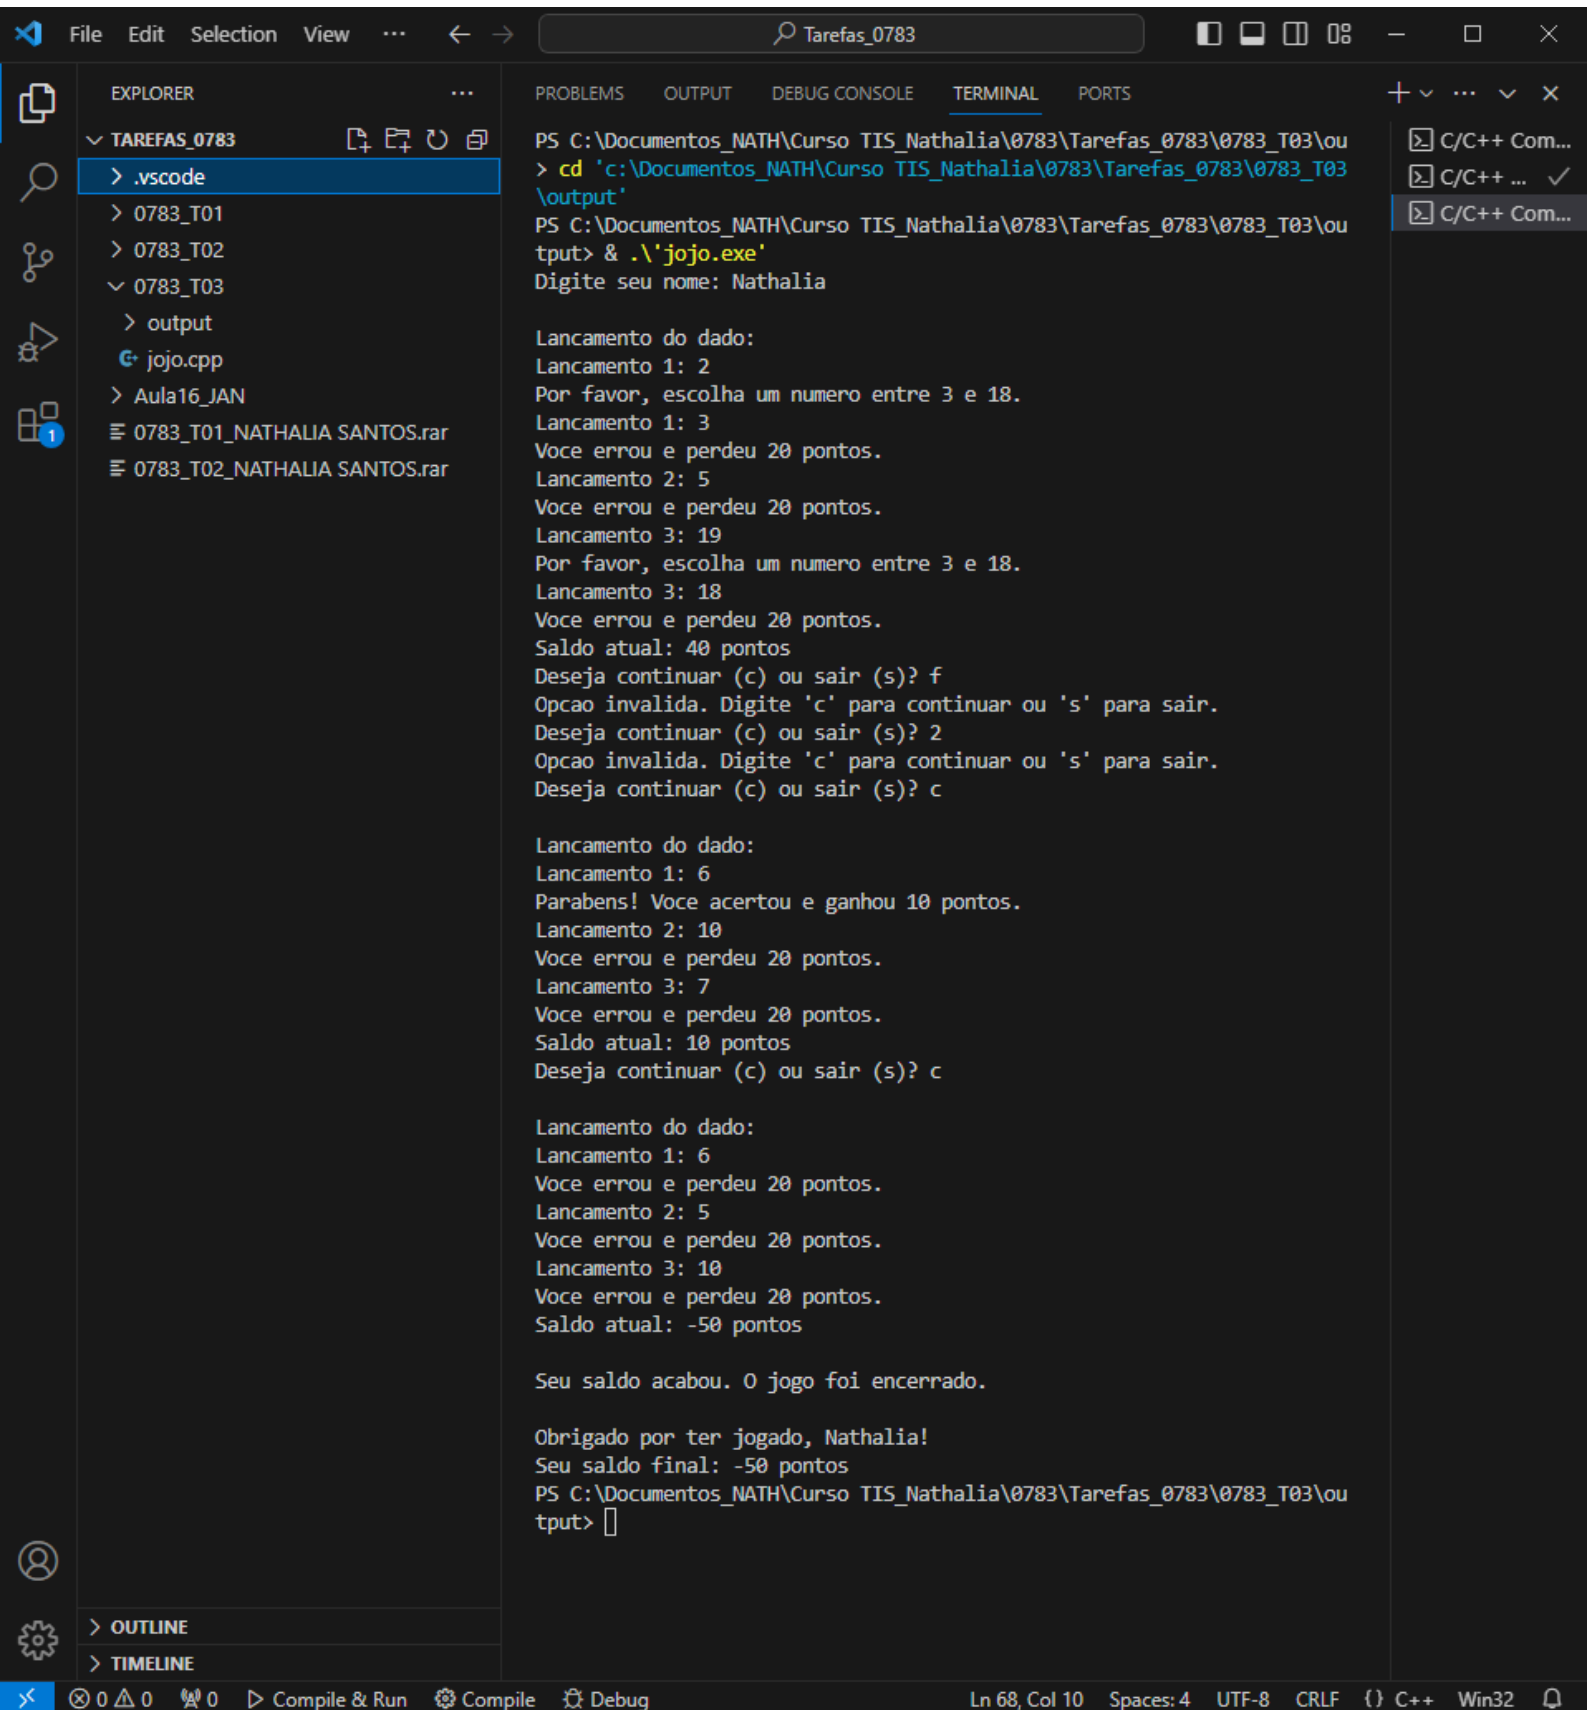 File Edit Selection View ··· ← → Tarefas_0783
EXPLORER ···
TAREFAS_0783
.vscode
0783_T01
0783_T02
0783_T03
output
jojo.cpp
Aula16_JAN
0783_T01_NATHALIA SANTOS.rar
0783_T02_NATHALIA SANTOS.rar
1
OUTLINE
TIMELINE
PROBLEMS OUTPUT DEBUG CONSOLE TERMINAL PORTS
PS C:\Documentos_NATH\Curso TIS_Nathalia\0783\Tarefas_0783\0783_T03\ou
> cd 'c:\Documentos_NATH\Curso TIS_Nathalia\0783\Tarefas_0783\0783_T03
\output'
PS C:\Documentos_NATH\Curso TIS_Nathalia\0783\Tarefas_0783\0783_T03\ou
tput> & .\'jojo.exe'
Digite seu nome: Nathalia
Lancamento do dado:
Lancamento 1: 2
Por favor, escolha um numero entre 3 e 18.
Lancamento 1: 3
Voce errou e perdeu 20 pontos.
Lancamento 2: 5
Voce errou e perdeu 20 pontos.
Lancamento 3: 19
Por favor, escolha um numero entre 3 e 18.
Lancamento 3: 18
Voce errou e perdeu 20 pontos.
Saldo atual: 40 pontos
Deseja continuar (c) ou sair (s)? f
Opcao invalida. Digite 'c' para continuar ou 's' para sair.
Deseja continuar (c) ou sair (s)? 2
Opcao invalida. Digite 'c' para continuar ou 's' para sair.
Deseja continuar (c) ou sair (s)? c
Lancamento do dado:
Lancamento 1: 6
Parabens! Voce acertou e ganhou 10 pontos.
Lancamento 2: 10
Voce errou e perdeu 20 pontos.
Lancamento 3: 7
Voce errou e perdeu 20 pontos.
Saldo atual: 10 pontos
Deseja continuar (c) ou sair (s)? c
Lancamento do dado:
Lancamento 1: 6
Voce errou e perdeu 20 pontos.
Lancamento 2: 5
Voce errou e perdeu 20 pontos.
Lancamento 3: 10
Voce errou e perdeu 20 pontos.
Saldo atual: -50 pontos
Seu saldo acabou. O jogo foi encerrado.
Obrigado por ter jogado, Nathalia!
Seu saldo final: -50 pontos
PS C:\Documentos_NATH\Curso TIS_Nathalia\0783\Tarefas_0783\0783_T03\ou
tput>
C/C++ Com...
C/C++ ...
C/C++ Com...
0 0 0 Compile & Run Compile Debug Ln 68, Col 10 Spaces: 4 UTF-8 CRLF {} C++ Win32